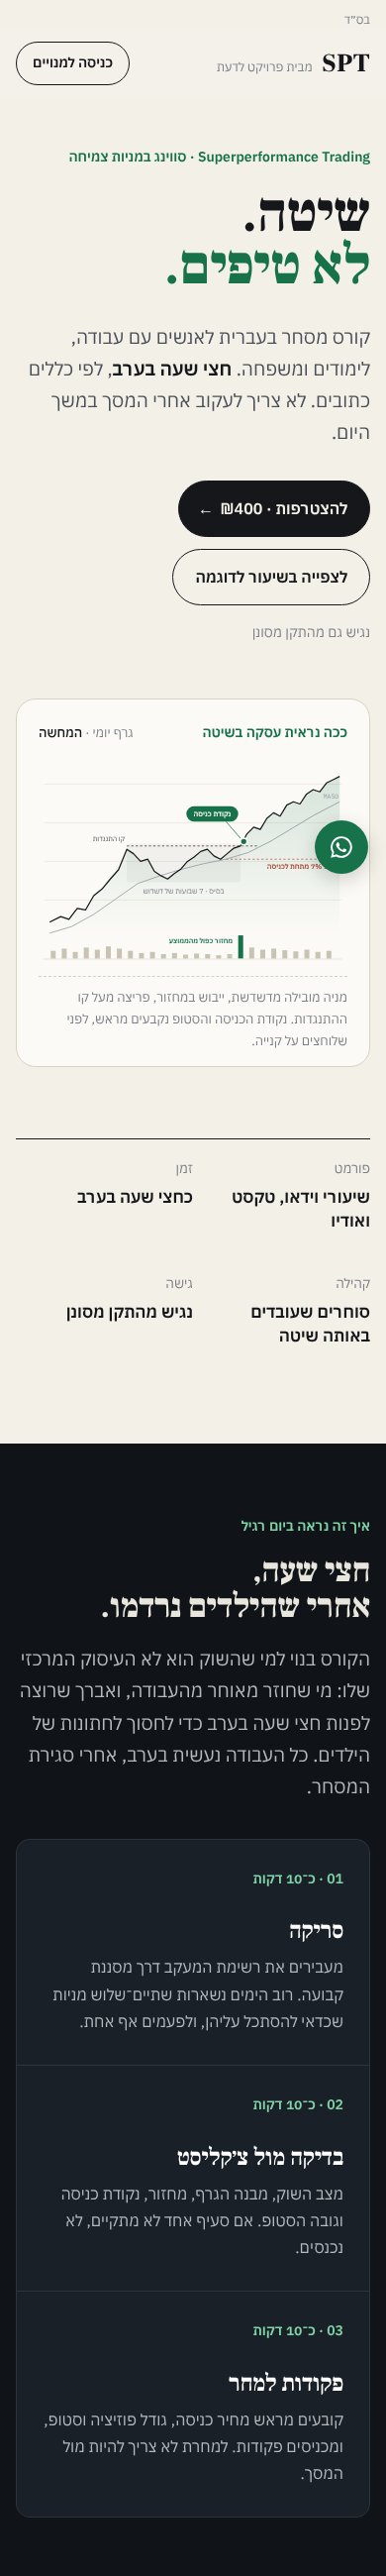 בס״ד
SPT מבית פרויקט לדעת
כניסה למנויים
Superperformance Trading · סווינג במניות צמיחה
שיטה.
לא טיפים.
קורס מסחר בעברית לאנשים עם עבודה,
לימודים ומשפחה. חצי שעה בערב, לפי כללים
כתובים. לא צריך לעקוב אחרי המסך במשך
היום.
להצטרפות · ₪400 ←
לצפייה בשיעור לדוגמה
נגיש גם מהתקן מסונן
ככה נראית עסקה בשיטה
גרף יומי · המחשה
נקודת כניסה
קו התנגדות
7% מתחת לכניסה
בסיס · 7 שבועות של דשדוש
מחזור כפול מהממוצע
מניה מובילה מדשדשת, ייבוש במחזור, פריצה מעל קו
ההתנגדות. נקודת הכניסה והסטופ נקבעים מראש, לפני
שלוחצים על קנייה.
פורמט
שיעורי וידאו, טקסט
ואודיו
זמן
כחצי שעה בערב
קהילה
סוחרים שעובדים
באותה שיטה
גישה
נגיש מהתקן מסונן
איך זה נראה ביום רגיל
חצי שעה,
אחרי שהילדים נרדמו.
הקורס בנוי למי שהשוק הוא לא העיסוק המרכזי
שלו: מי שחוזר מאוחר מהעבודה, ואברך שרוצה
לפנות חצי שעה בערב כדי לחסוך לחתונות של
הילדים. כל העבודה נעשית בערב, אחרי סגירת
המסחר.
01 · כ־10 דקות
סריקה
מעבירים את רשימת המעקב דרך מסננת
קבועה. רוב הימים נשארות שתיים־שלוש מניות
שכדאי להסתכל עליהן, ולפעמים אף אחת.
02 · כ־10 דקות
בדיקה מול צ׳קליסט
מצב השוק, מבנה הגרף, מחזור, נקודת כניסה
וגובה הסטופ. אם סעיף אחד לא מתקיים, לא
נכנסים.
03 · כ־10 דקות
פקודות למחר
קובעים מראש מחיר כניסה, גודל פוזיציה וסטופ,
ומכניסים פקודות. למחרת לא צריך להיות מול
המסך.